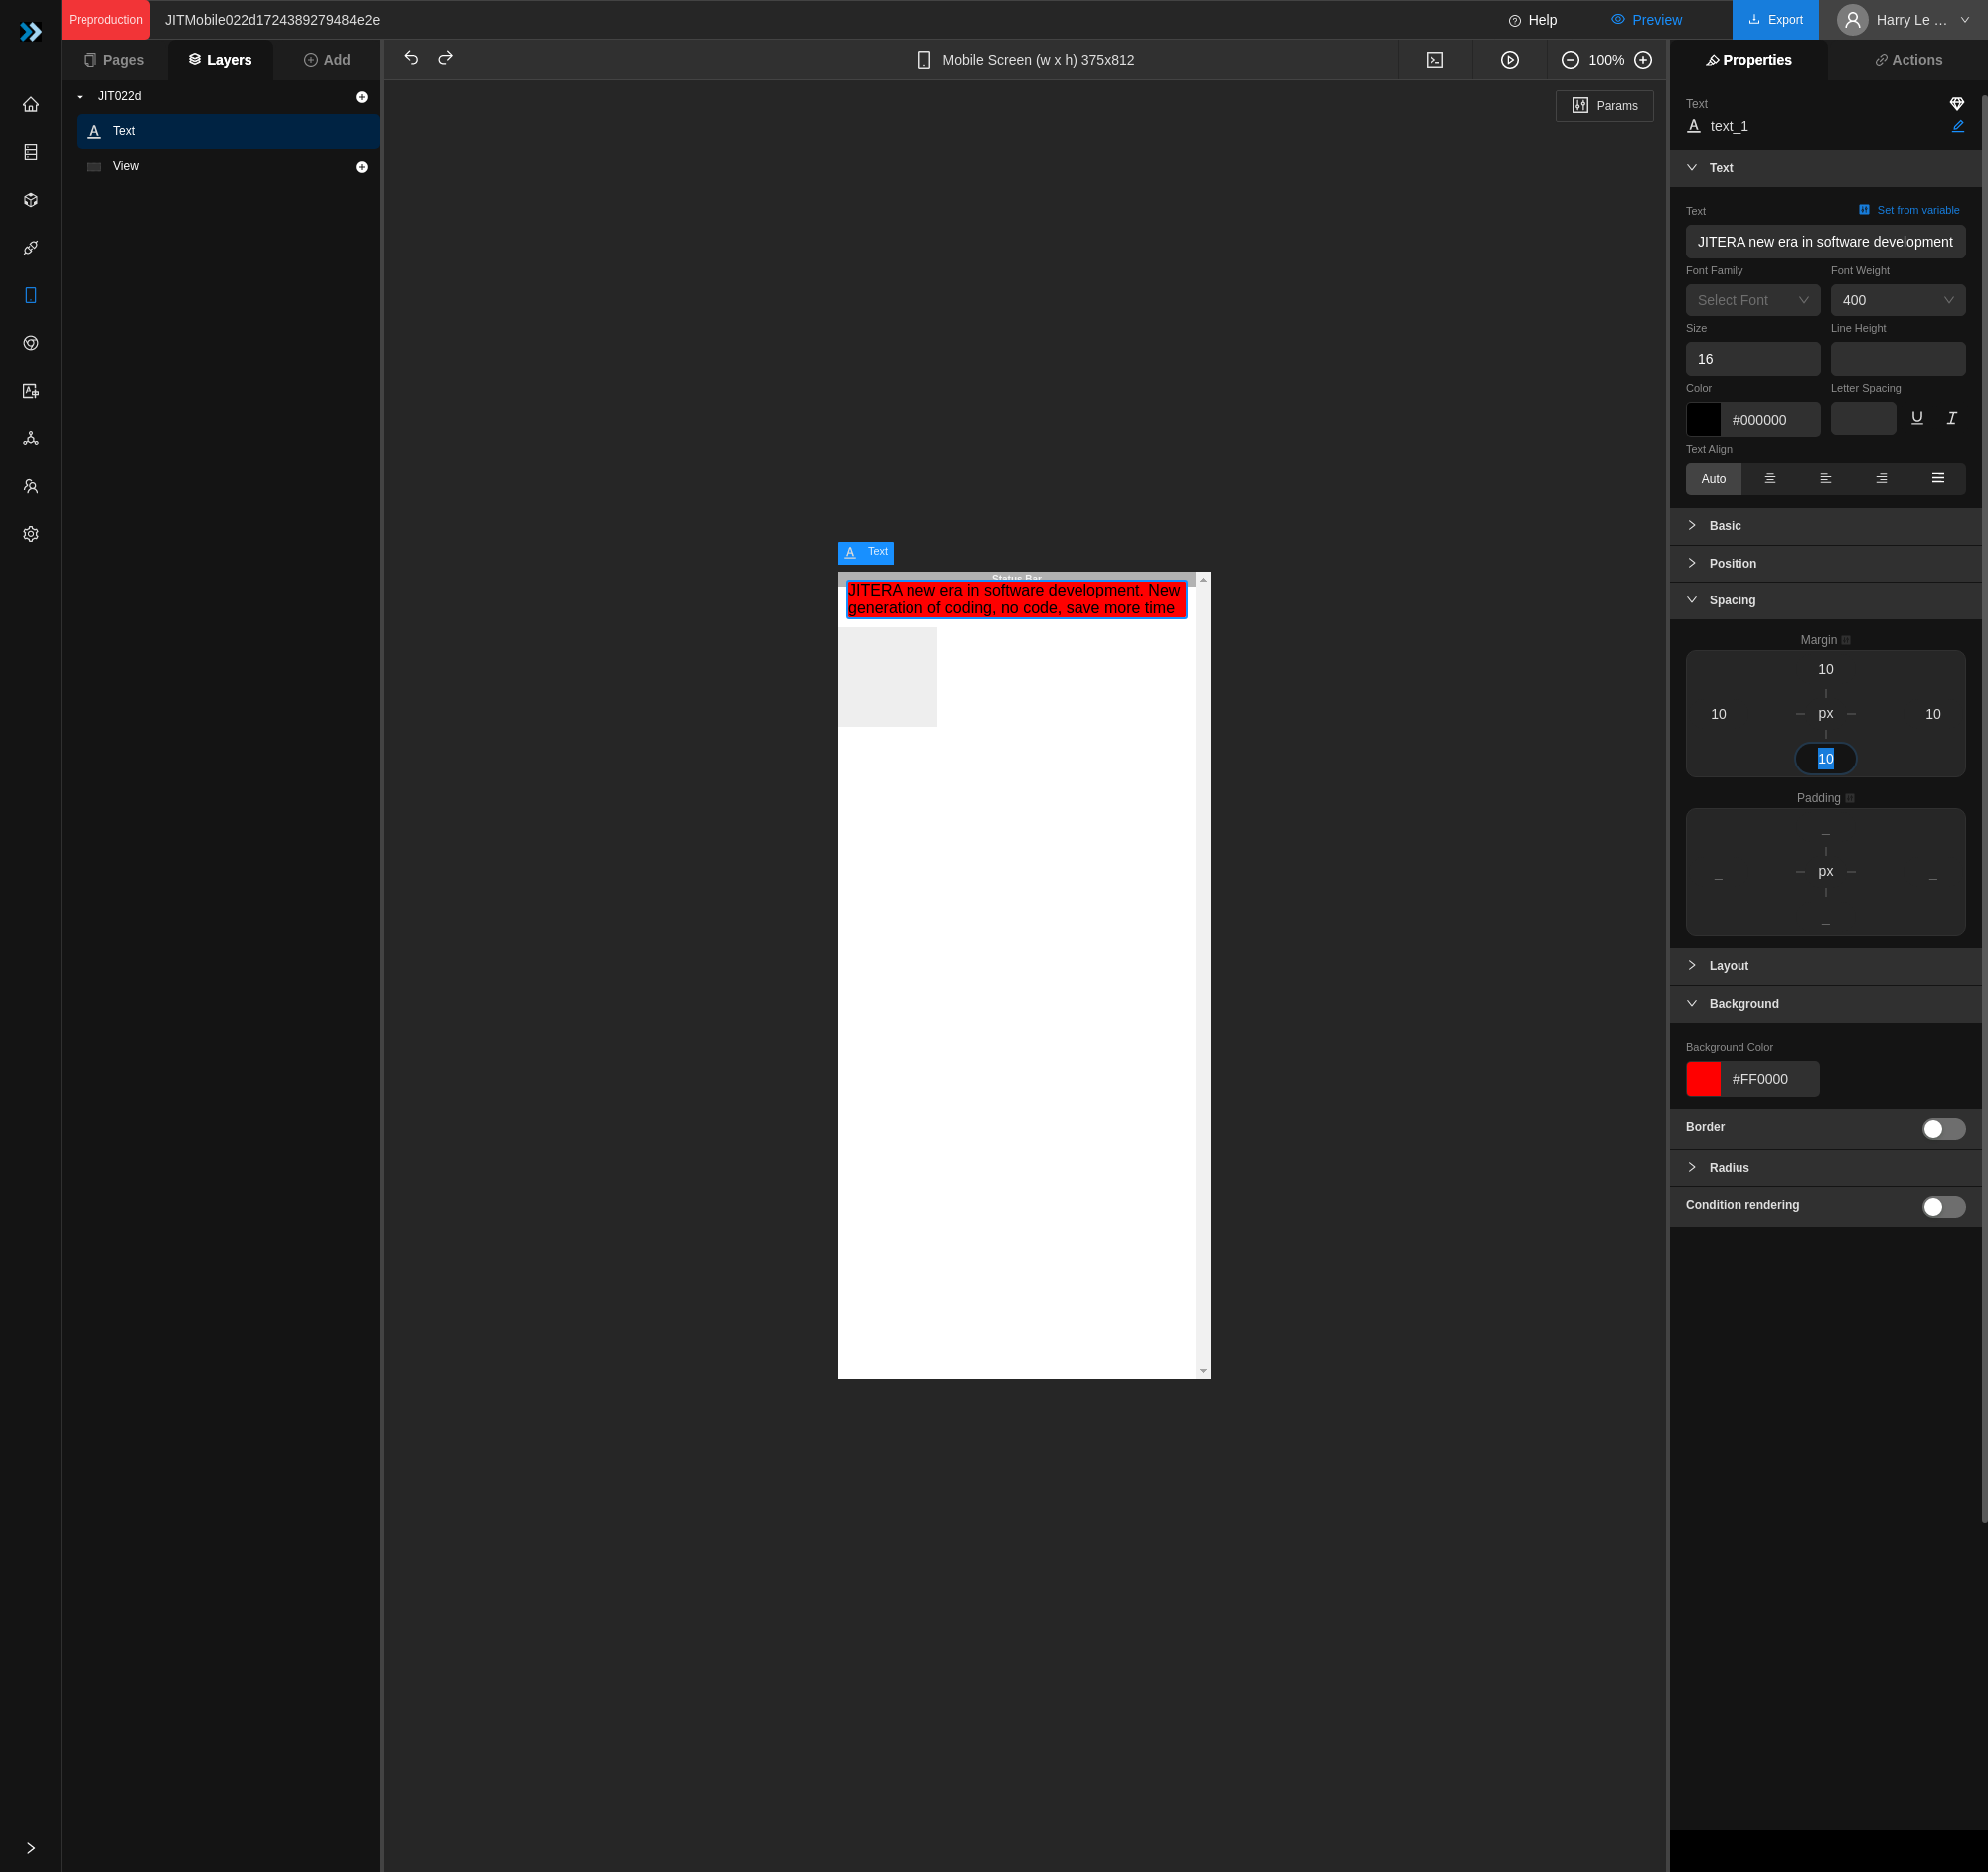 Preproduction
JITMobile022d1724389279484e2e
Help
Preview
Export
Harry Le ...
Pages
Layers
Add
Mobile Screen (w x h) 375x812
100%
Properties
Actions
JIT022d
Text
View
Params
Text
text_1
Text
Text
Set from variable
JITERA new era in software development
Font Family
Font Weight
Select Font
400
Size
Line Height
16
Color
Letter Spacing
#000000
Text Align
Auto
Basic
Position
Spacing
Margin
10
10
px
10
10
Padding
px
Layout
Background
Background Color
#FF0000
Border
Radius
Condition rendering
Text
Status Bar
JITERA new era in software development. New
generation of coding, no code, save more time